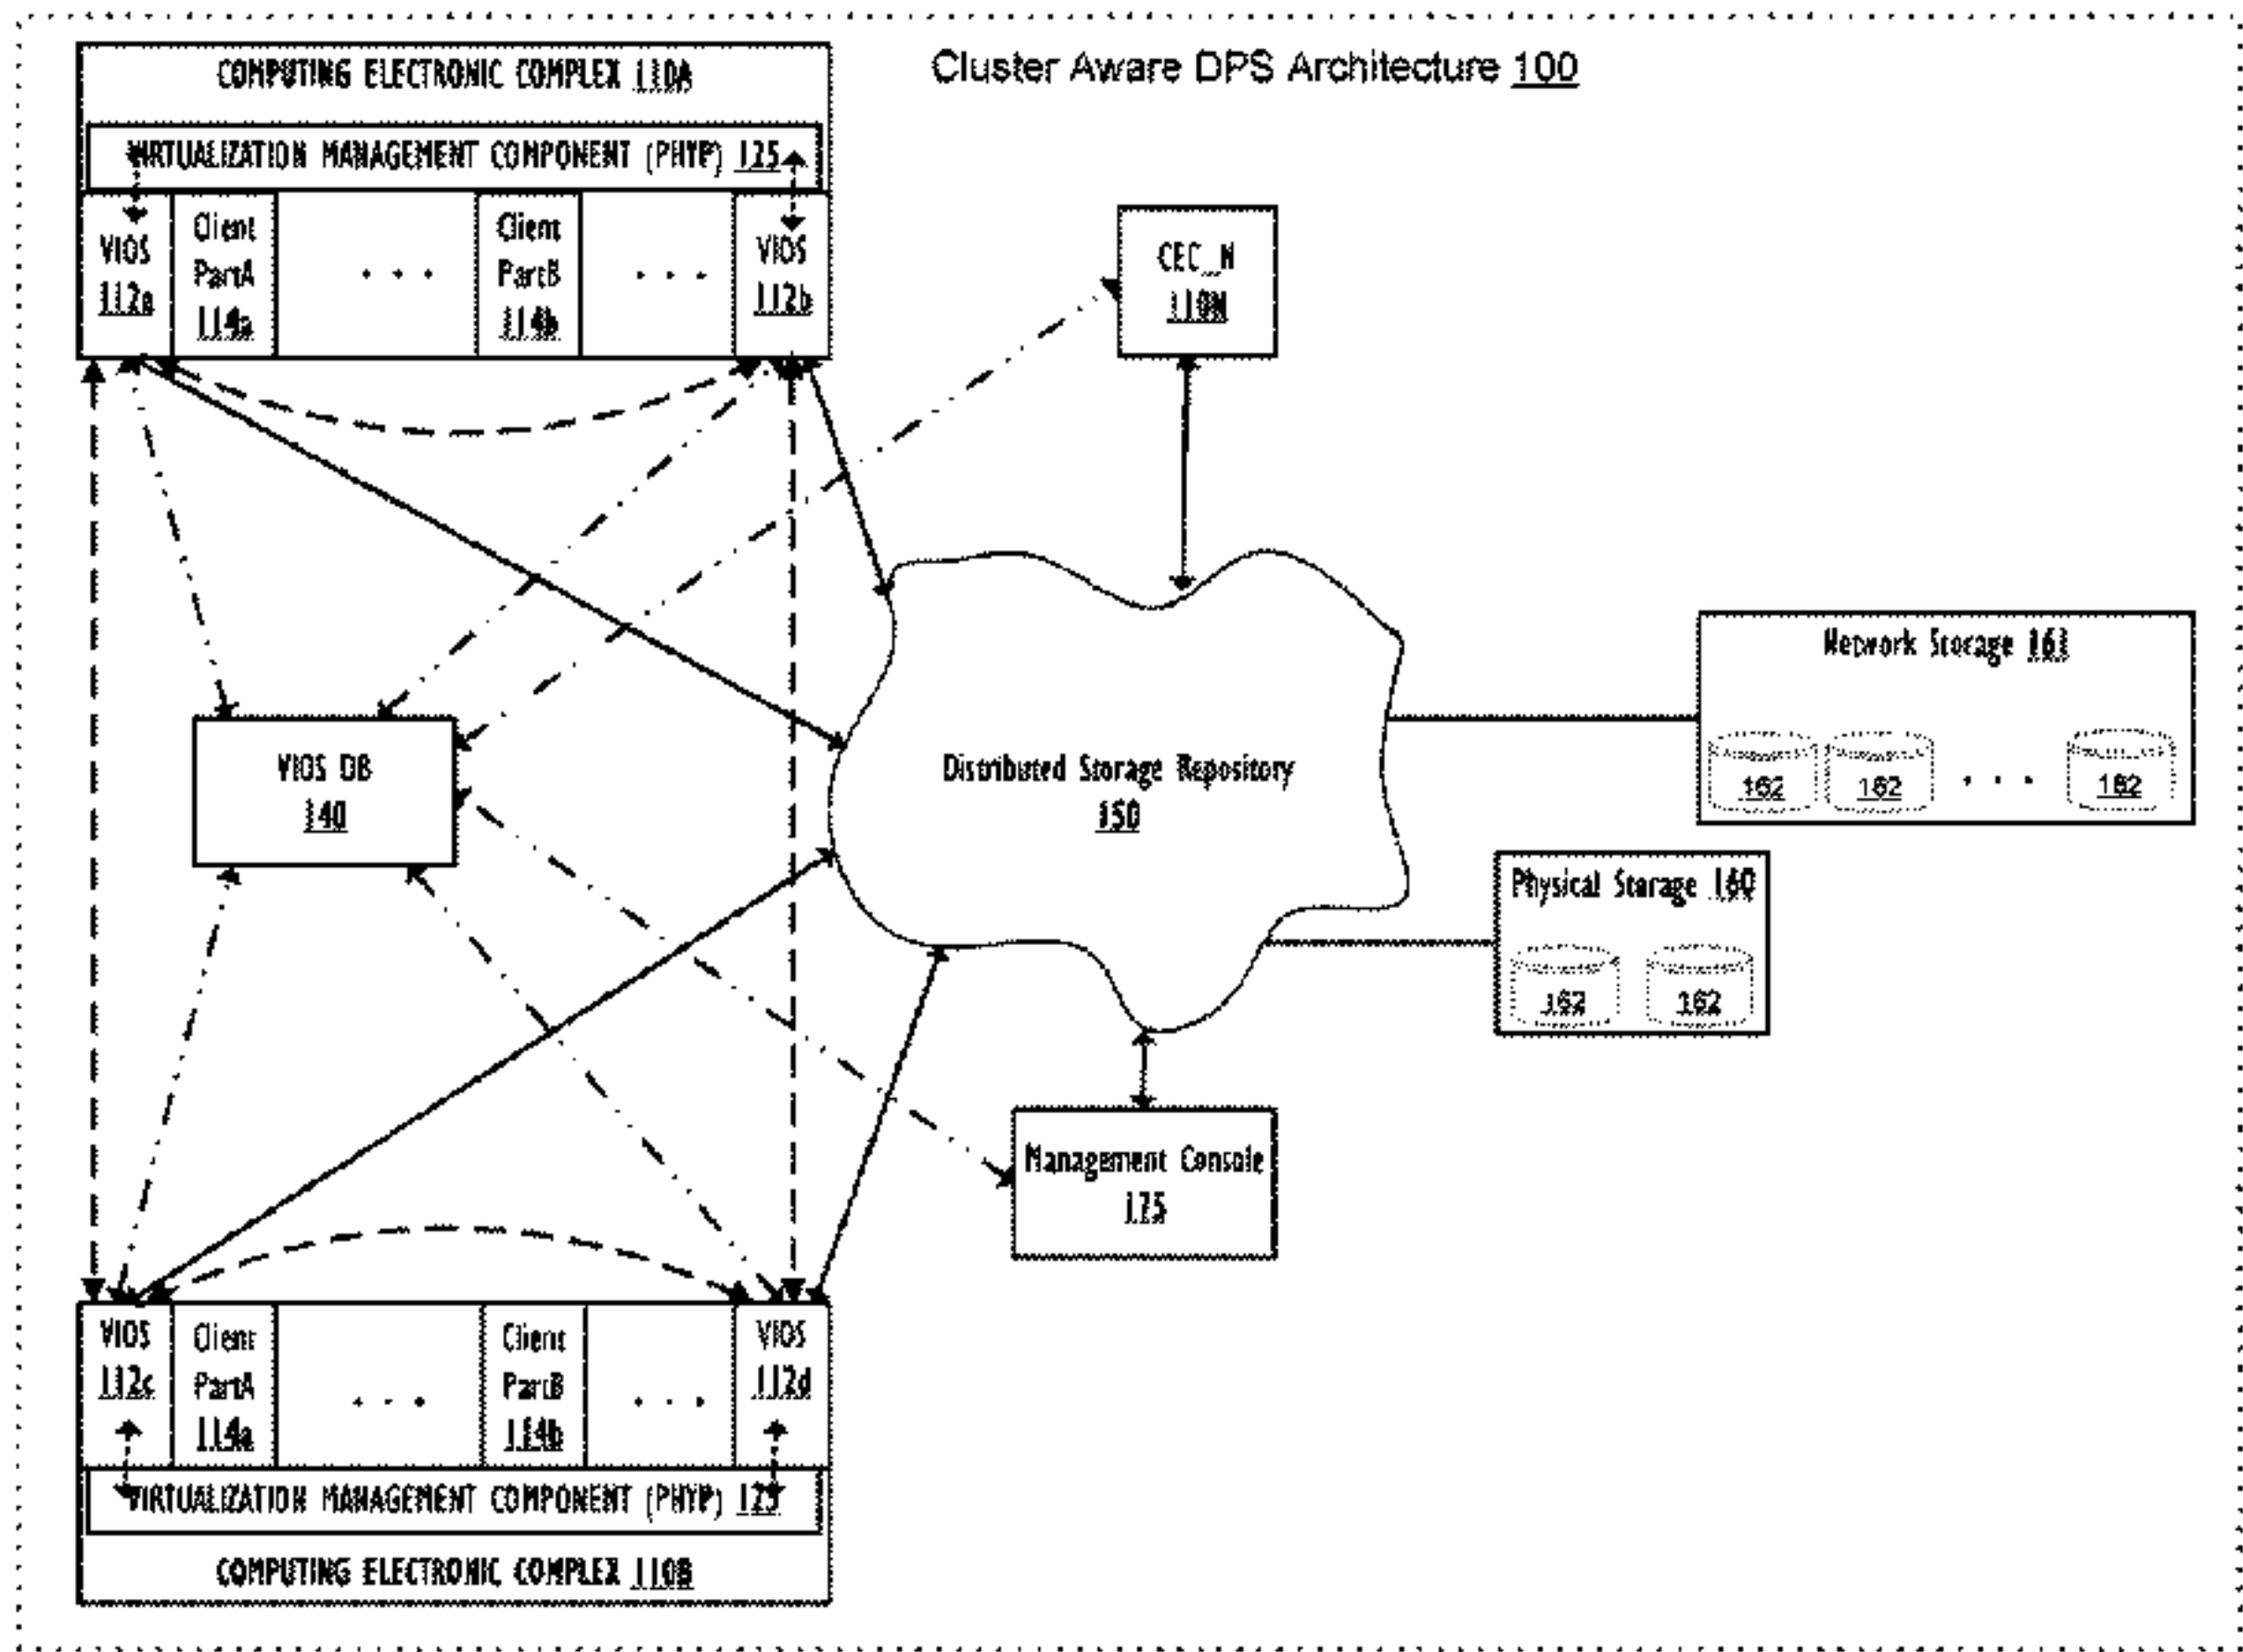 Cluster Aware DPS Architecture 100
COMPUTING ELECTRONIC COMPLEX 110A
VIRTUALIZATION MANAGEMENT COMPONENT (PHYP) 125
VIOS
112a
Client
PartA
114a
. . .
Client
PartB
114b
. . .
VIOS
112b
CEC_N
110N
Network Storage 161
162
162
. . .
162
VIOS DB
140
Distributed Storage Repository
150
Physical Storage 160
162
162
Management Console
175
VIOS
112c
Client
PartA
114a
. . .
Client
PartB
114b
. . .
VIOS
112d
VIRTUALIZATION MANAGEMENT COMPONENT (PHYP) 125
COMPUTING ELECTRONIC COMPLEX 110B